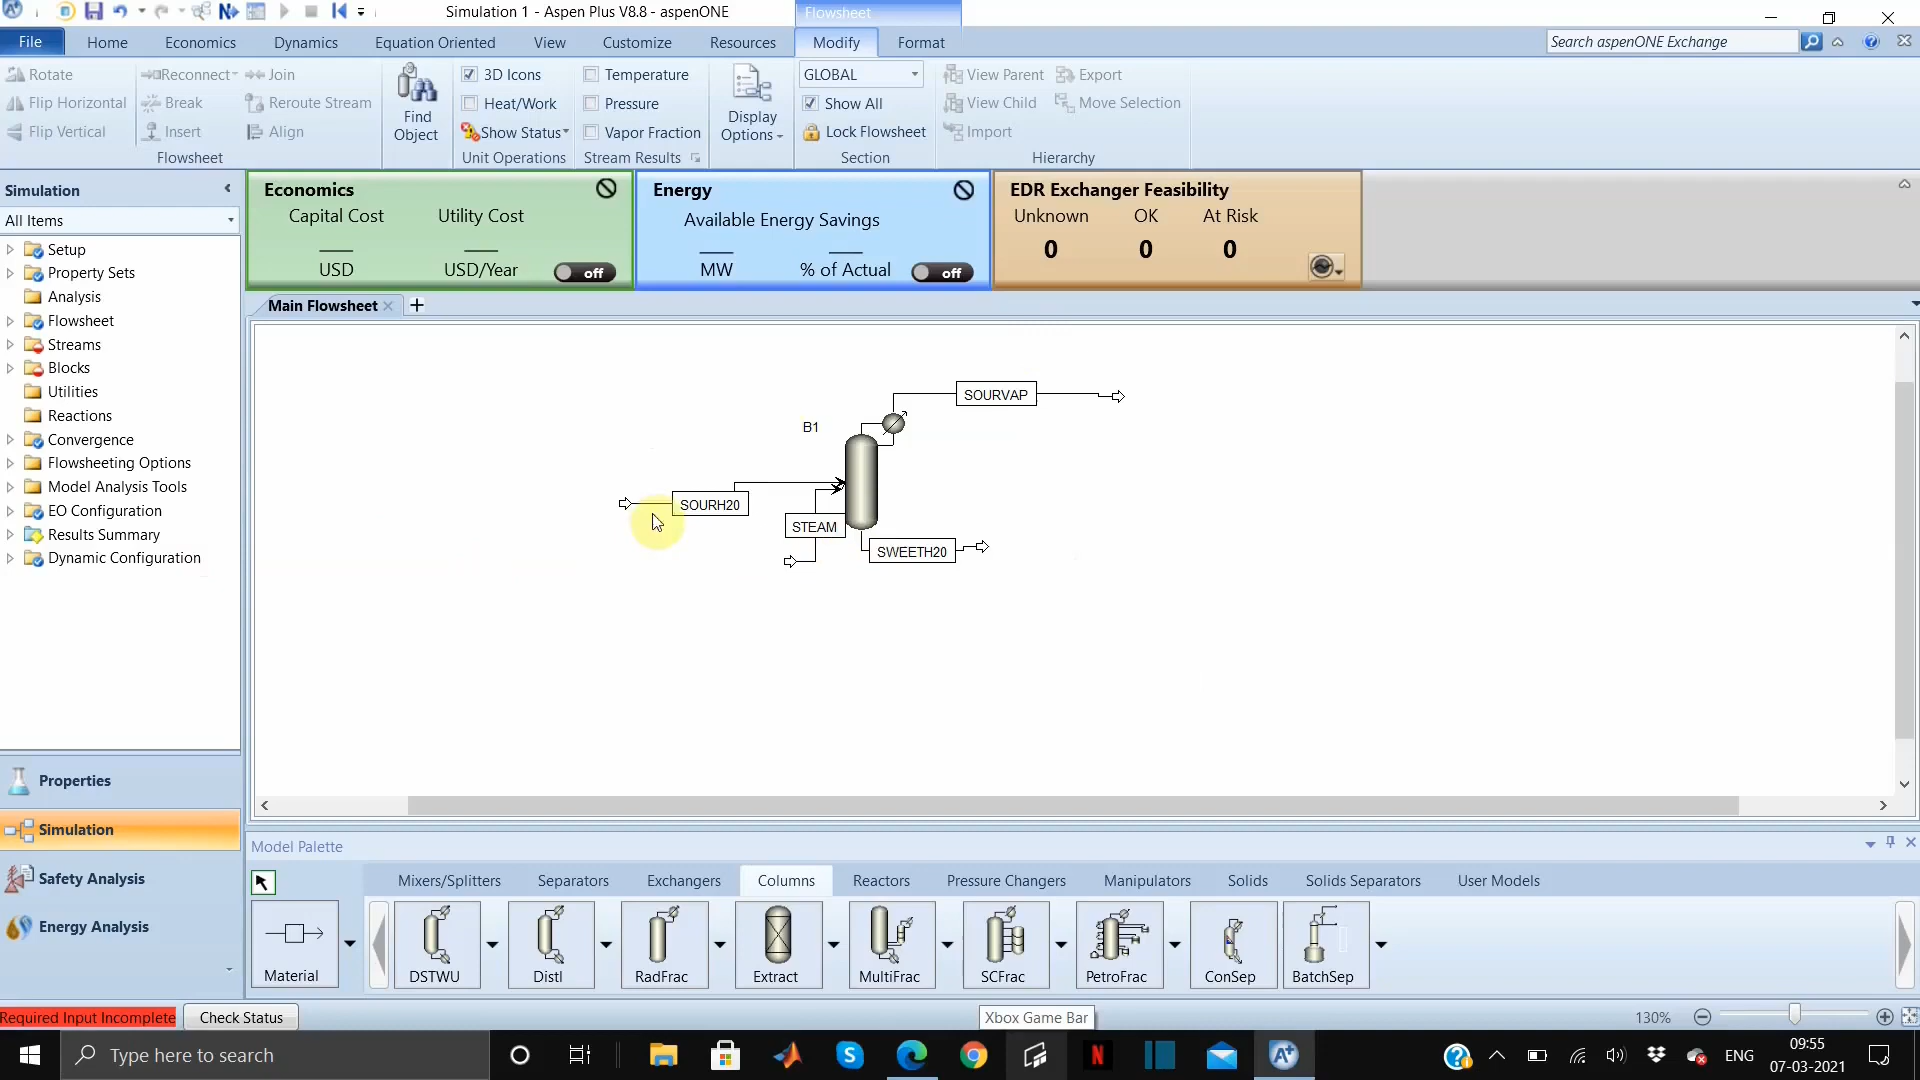 Simulation 1 - Aspen Plus V8.8 - aspenONE
Flowsheet
File Home Economics Dynamics Equation Oriented View Customize Resources Modify Format
Search aspenONE Exchange
Rotate
Flip Horizontal
Flip Vertical
Reconnect
Break
Insert
Join
Reroute Stream
Align
Flowsheet
Find
Object
3D Icons
Heat/Work
Show Status
Unit Operations
Temperature
Pressure
Vapor Fraction
Stream Results
Display
Options
GLOBAL
Show All
Lock Flowsheet
Section
View Parent
View Child
Import
Export
Move Selection
Hierarchy
Simulation
All Items
Setup
Property Sets
Analysis
Flowsheet
Streams
Blocks
Utilities
Reactions
Convergence
Flowsheeting Options
Model Analysis Tools
EO Configuration
Results Summary
Dynamic Configuration
Properties
Simulation
Safety Analysis
Energy Analysis
Economics
Capital Cost Utility Cost
USD USD/Year off
Energy
Available Energy Savings
MW % of Actual off
EDR Exchanger Feasibility
Unknown OK At Risk
0 0 0
Main Flowsheet
SOURVAP
B1
SOURH20
STEAM
SWEETH20
Model Palette
Mixers/Splitters Separators Exchangers Columns Reactors Pressure Changers Manipulators Solids Solids Separators User Models
Material DSTWU Distl RadFrac Extract MultiFrac SCFrac PetroFrac ConSep BatchSep
Required Input Incomplete Check Status
Xbox Game Bar
130%
Type here to search
ENG
09:55
07-03-2021